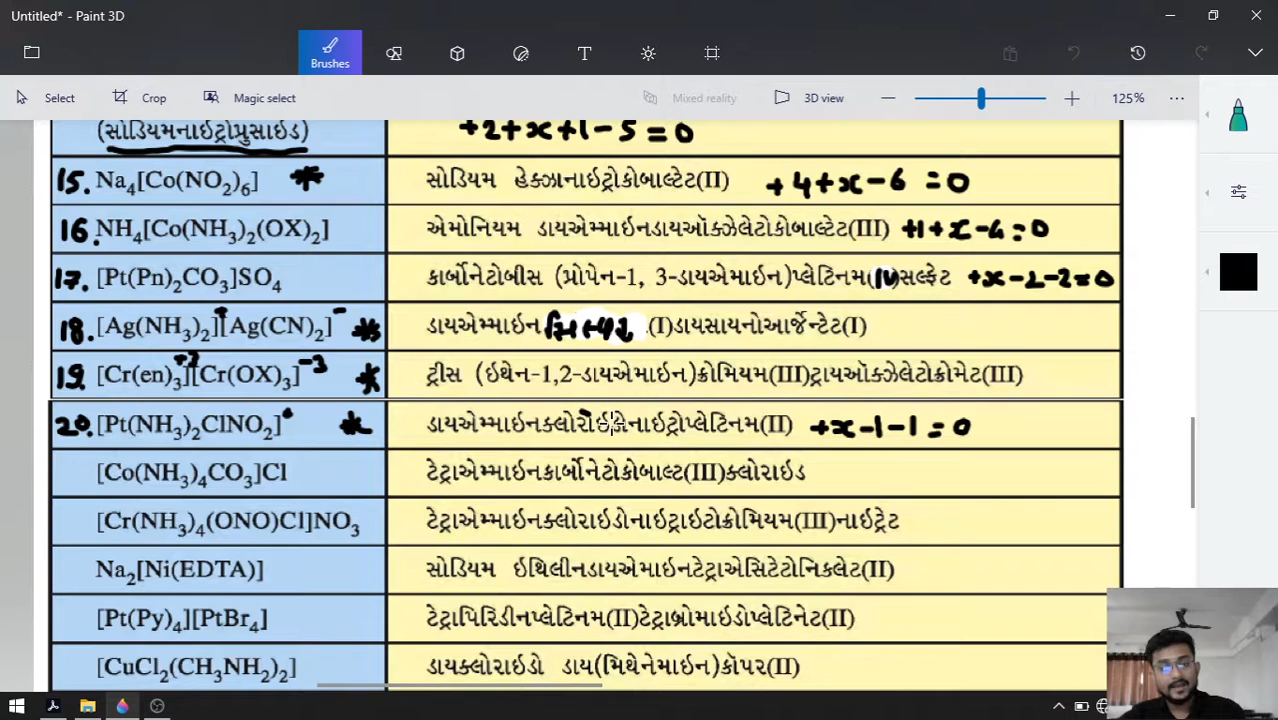 Untitled* - Paint 3D
Brushes
Select Crop Magic select Mixed reality 3D view 125%
(સોડિયમનાઇટ્રોપ્રુસાઇડ) +2+x+1-5=0
15. Na4[Co(NO2)6] સોડિયમ હેક્ઝાનાઇટ્રોકોબાલ્ટેટ(II) +4+x-6=0
16. NH4[Co(NH3)2(OX)2] એમોનિયમ ડાયએમ્માઇનડાયઑક્ઝેલેટોકોબાલ્ટેટ(III) +1+x-4=0
17. [Pt(Pn)2CO3]SO4 કાર્બોનેટોબીસ (પ્રોપેન-1, 3-ડાયએમાઇન)પ્લેટિનમ(IV)સલ્ફેટ +x-2-2=0
18. [Ag(NH3)2]+[Ag(CN)2]- ડાયએમ્માઇન (I)ડાયસાયનોઆર્જેન્ટેટ(I)
19. [Cr(en)3]+3[Cr(OX)3]-3 ટ્રીસ (ઇથેન-1,2-ડાયએમાઇન)ક્રોમિયમ(III)ટ્રાયઑક્ઝેલેટોક્રોમેટ(III)
20. [Pt(NH3)2ClNO2] ડાયએમ્માઇનક્લોરોઇડોનાઇટ્રોપ્લેટિનમ(II) +x-1-1=0
[Co(NH3)4CO3]Cl ટેટ્રાએમ્માઇનકાર્બોનેટોકોબાલ્ટ(III)ક્લોરાઇડ
[Cr(NH3)4(ONO)Cl]NO3 ટેટ્રાએમ્માઇનક્લોરાઇડોનાઇટ્રાઇટોક્રોમિયમ(III)નાઇટ્રેટ
Na2[Ni(EDTA)] સોડિયમ ઇથિલીનડાયએમાઇનટેટ્રાએસિટેટોનિક્લેટ(II)
[Pt(Py)4][PtBr4] ટેટ્રાપિરિડીનપ્લેટિનમ(II)ટેટ્રાબ્રોમાઇડોપ્લેટિનેટ(II)
[CuCl2(CH3NH2)2] ડાયક્લોરાઇડો ડાય(મિથેનેમાઇન)કૉપર(II)